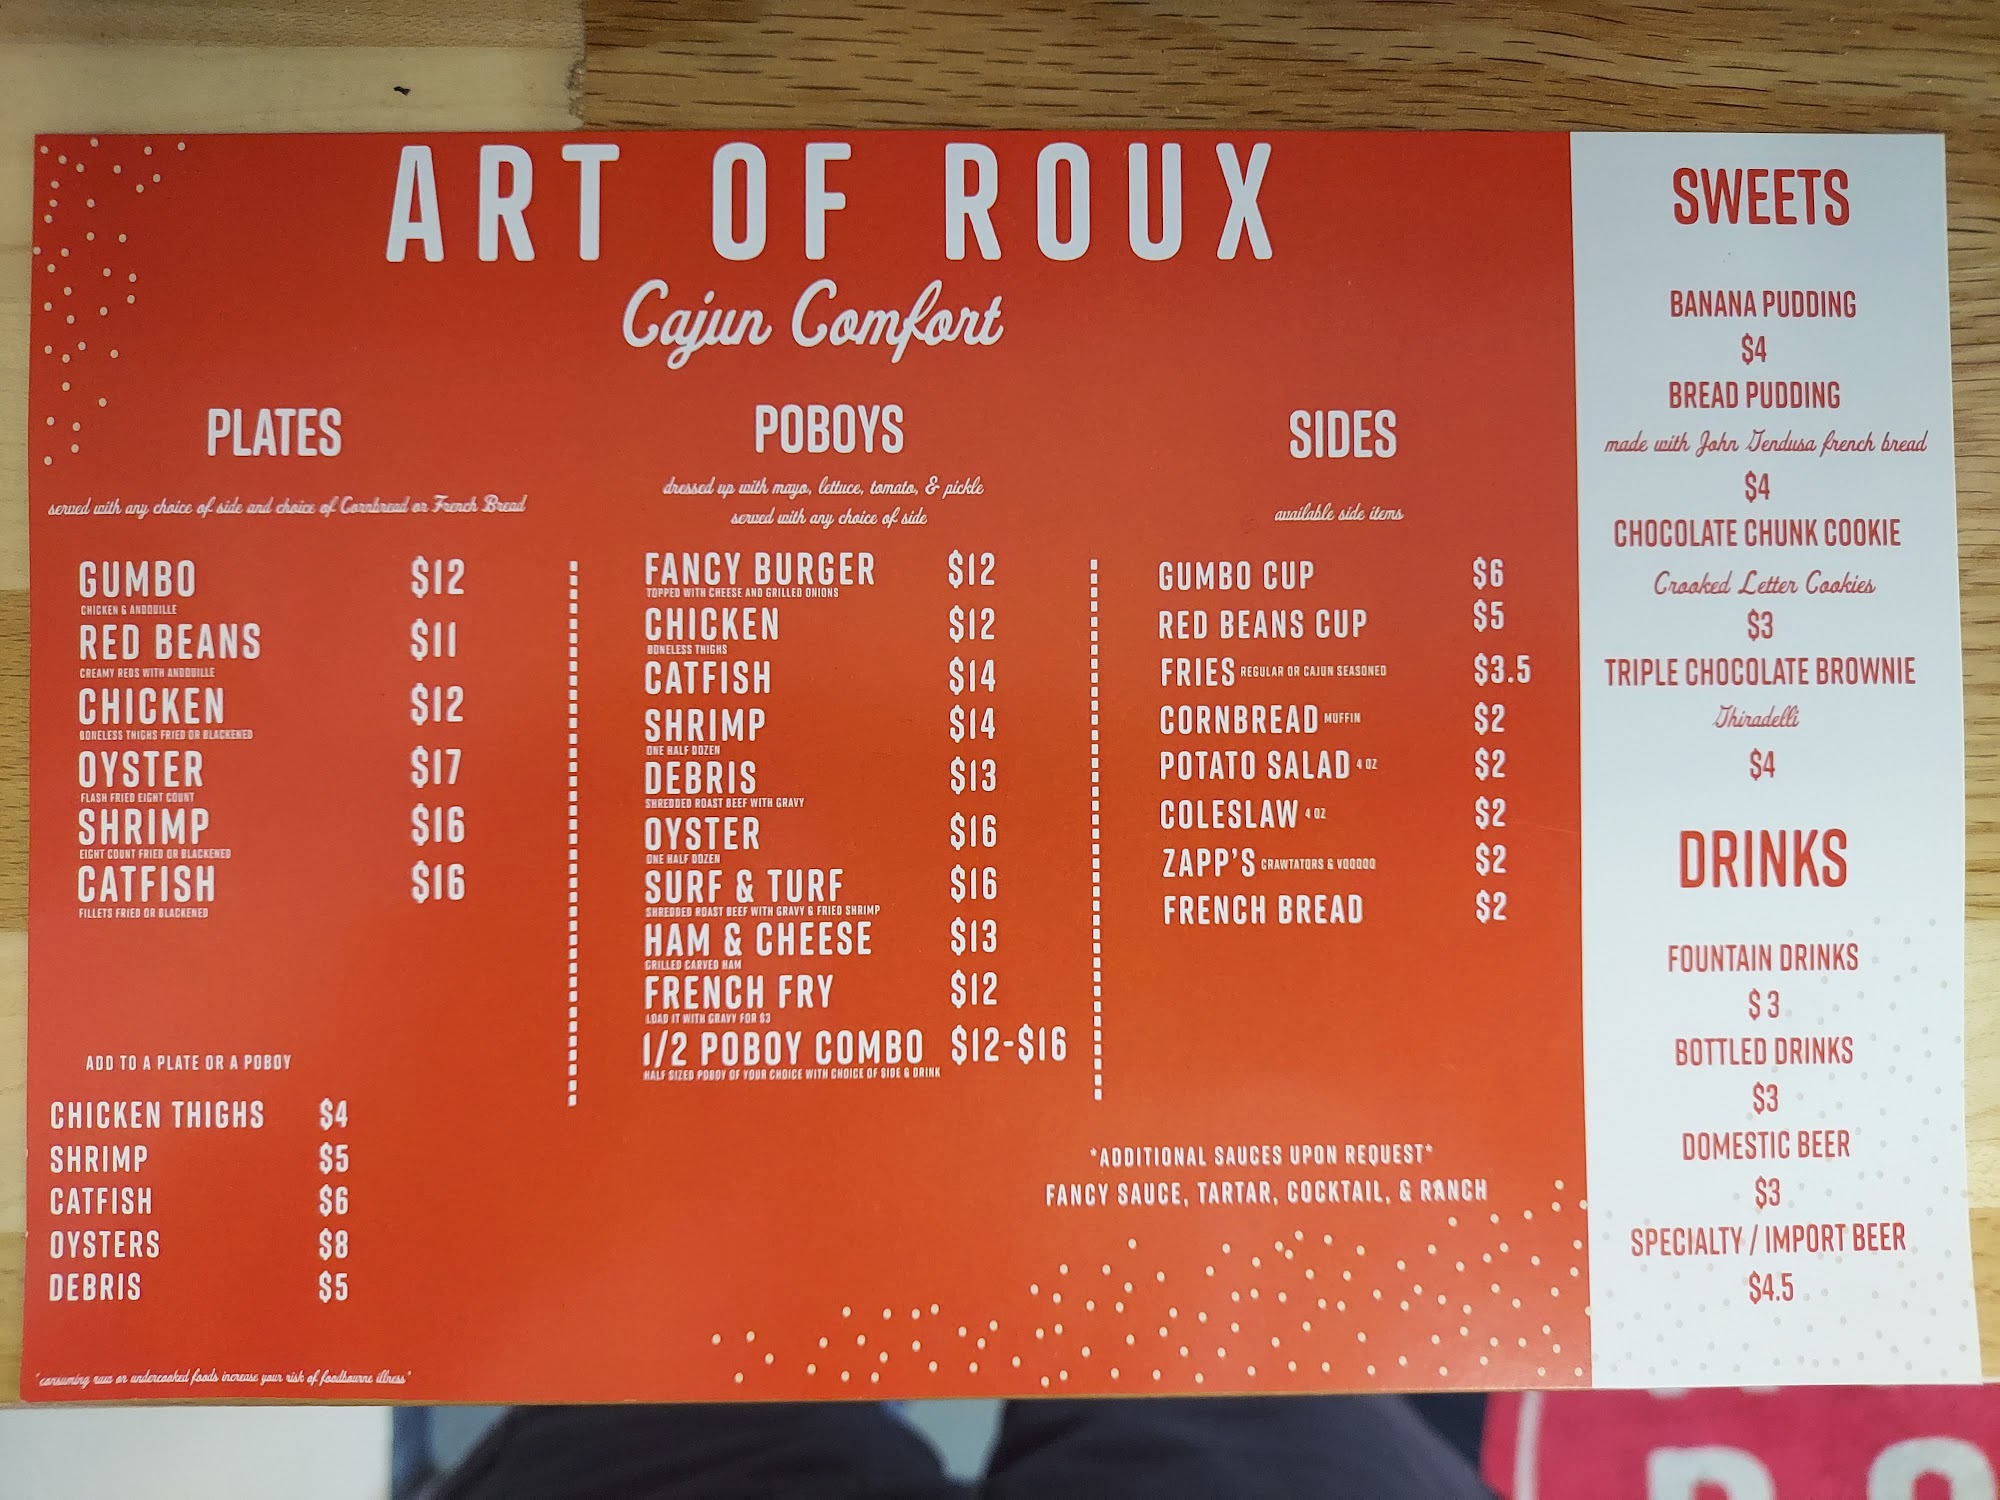 ART OF ROUX
Cajun Comfort
PLATES
served with any choice of side and choice of Cornbread or French Bread
GUMBO $12
CHICKEN & ANDOUILLE
RED BEANS $11
CREAMY REDS WITH ANDOUILLE
CHICKEN $12
BONELESS THIGHS FRIED OR BLACKENED
OYSTER $17
FLASH FRIED EIGHT COUNT
SHRIMP $16
EIGHT COUNT FRIED OR BLACKENED
CATFISH $16
FILLETS FRIED OR BLACKENED
ADD TO A PLATE OR A POBOY
CHICKEN THIGHS $4
SHRIMP $5
CATFISH $6
OYSTERS $8
DEBRIS $5
*consuming raw or undercooked foods increase your risk of foodbourne illness*
POBOYS
dressed up with mayo, lettuce, tomato, & pickle
served with any choice of side
FANCY BURGER $12
TOPPED WITH CHEESE AND GRILLED ONIONS
CHICKEN $12
BONELESS THIGHS
CATFISH $14
SHRIMP $14
ONE HALF DOZEN
DEBRIS $13
SHREDDED ROAST BEEF WITH GRAVY
OYSTER $16
ONE HALF DOZEN
SURF & TURF $16
SHREDDED ROAST BEEF WITH GRAVY & FRIED SHRIMP
HAM & CHEESE $13
GRILLED CARVED HAM
FRENCH FRY $12
LOAD IT WITH GRAVY FOR $3
1/2 POBOY COMBO $12-$16
HALF SIZED POBOY OF YOUR CHOICE WITH CHOICE OF SIDE & DRINK
SIDES
available side items
GUMBO CUP $6
RED BEANS CUP $5
FRIES REGULAR OR CAJUN SEASONED $3.5
CORNBREAD MUFFIN $2
POTATO SALAD 4 OZ $2
COLESLAW 4 OZ $2
ZAPP'S CRAWTATORS & VOODOO $2
FRENCH BREAD $2
*ADDITIONAL SAUCES UPON REQUEST*
FANCY SAUCE, TARTAR, COCKTAIL, & RANCH
SWEETS
BANANA PUDDING
$4
BREAD PUDDING
made with John Gendusa french bread
$4
CHOCOLATE CHUNK COOKIE
Crooked Letter Cookies
$3
TRIPLE CHOCOLATE BROWNIE
Ghiradelli
$4
DRINKS
FOUNTAIN DRINKS
$ 3
BOTTLED DRINKS
$3
DOMESTIC BEER
$3
SPECIALTY / IMPORT BEER
$4.5